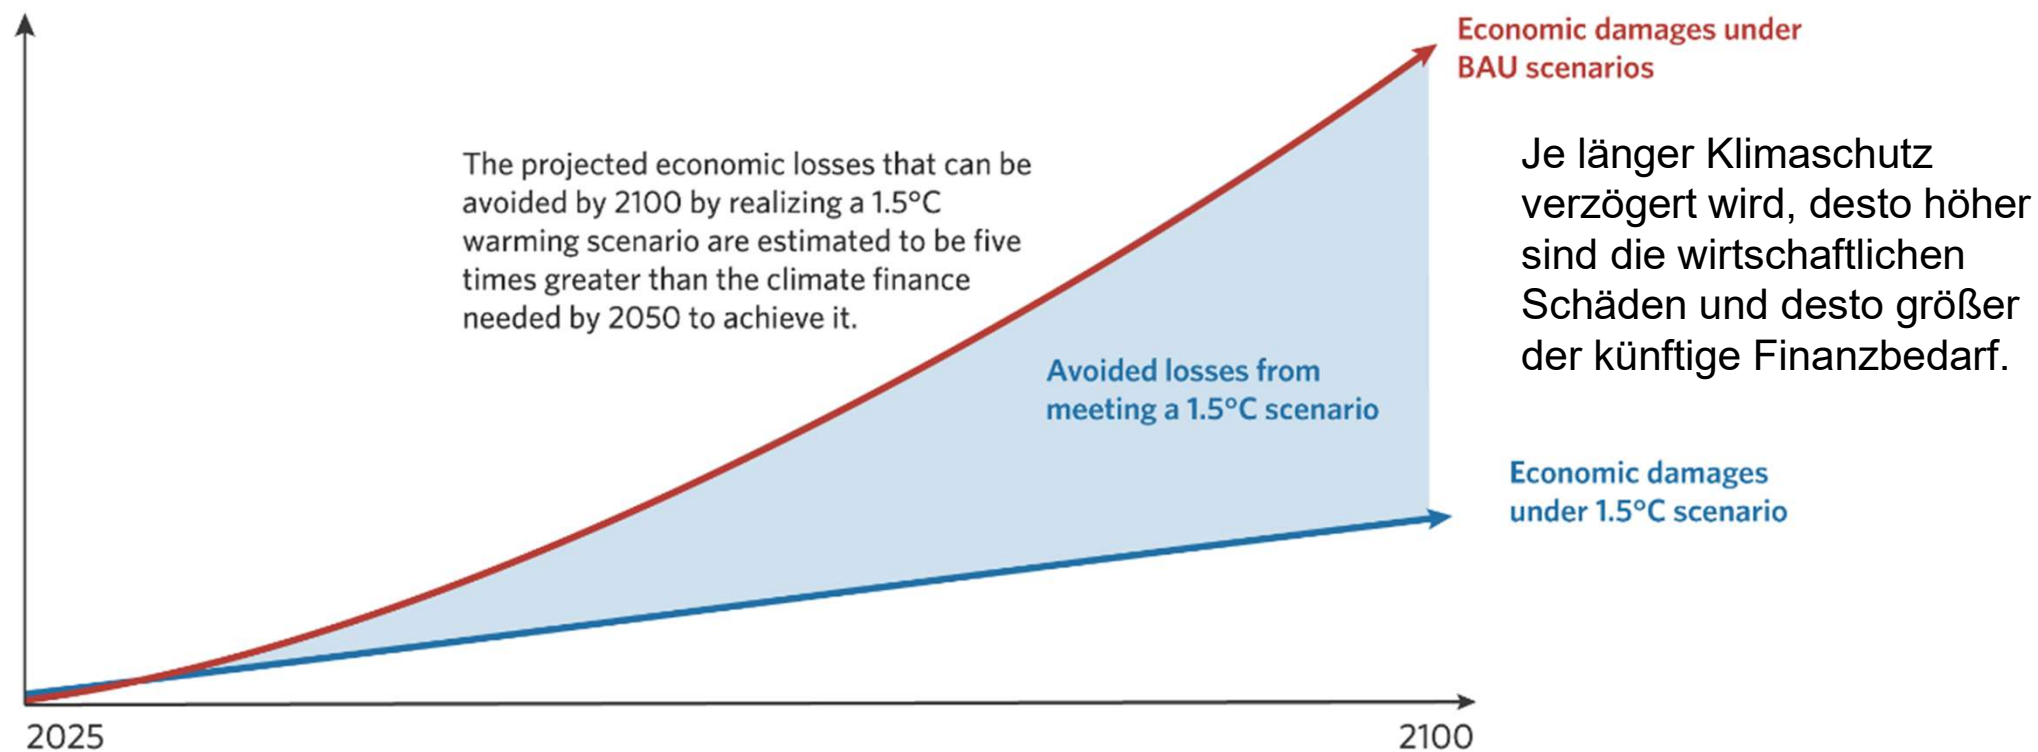 Economic damages under
BAU scenarios
The projected economic losses that can be
avoided by 2100 by realizing a 1.5°C
warming scenario are estimated to be five
times greater than the climate finance
needed by 2050 to achieve it.
Je länger Klimaschutz
verzögert wird, desto höher
sind die wirtschaftlichen
Schäden und desto größer
der künftige Finanzbedarf.
Avoided losses from
meeting a 1.5°C scenario
Economic damages
under 1.5°C scenario
2025
2100